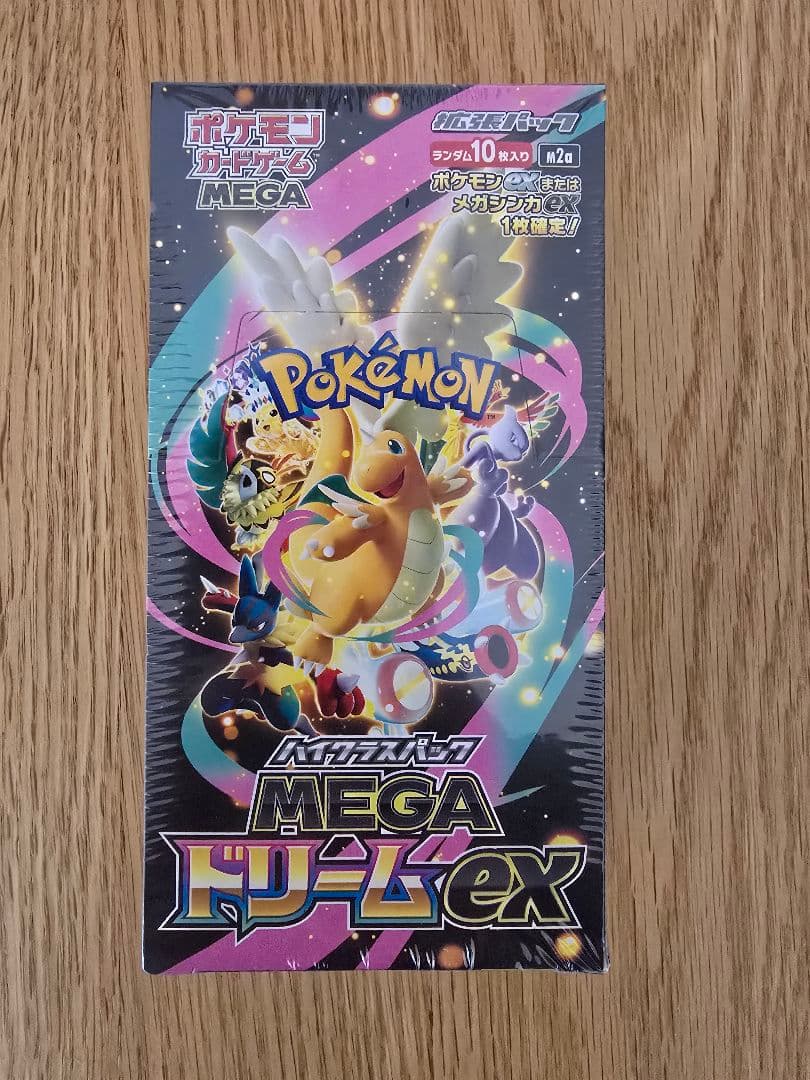 ポケモン
カードゲーム
MEGA
拡張パック
ランダム10枚入り
M2a
ポケモンexまたは
メガシンカex
1枚確定!
POKéMON
TM
ハイクラスパック
MEGA
ドリームex